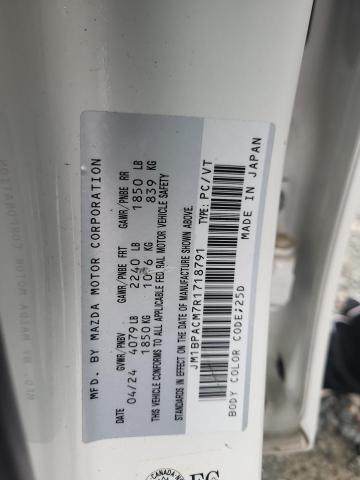 MFD. BY MAZDA MOTOR CORPORATION
DATE GVWR/PNBV GAWR/PNBE FRT GAWR/PNBE RR
04/24 4079 LB 2240 LB 1850 LB
1850 KG 1016 KG 839 KG
THIS VEHICLE CONFORMS TO ALL APPLICABLE FEDERAL MOTOR VEHICLE SAFETY
STANDARDS IN EFFECT ON THE DATE OF MANUFACTURE SHOWN ABOVE.
JM1BPACM7R1718791 TYPE: PC/VT
BODY COLOR CODE:25D MADE IN JAPAN
CANADA